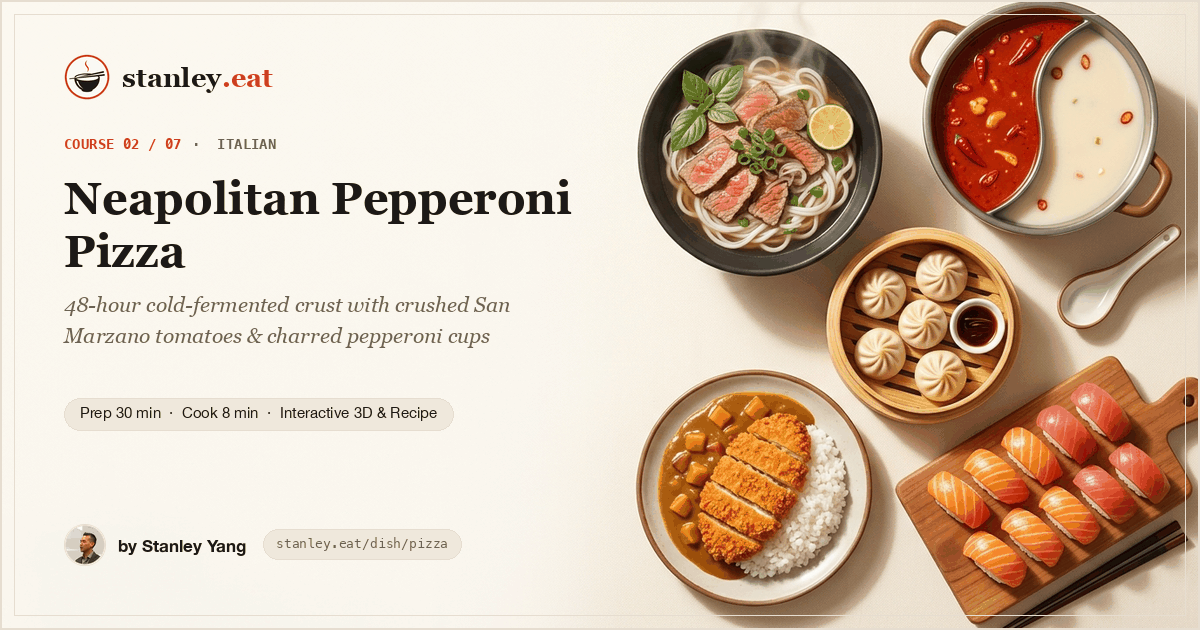 stanley.eat
COURSE 02 / 07 · ITALIAN
Neapolitan Pepperoni
Pizza
48-hour cold-fermented crust with crushed San
Marzano tomatoes & charred pepperoni cups
Prep 30 min · Cook 8 min · Interactive 3D & Recipe
by Stanley Yang
stanley.eat/dish/pizza